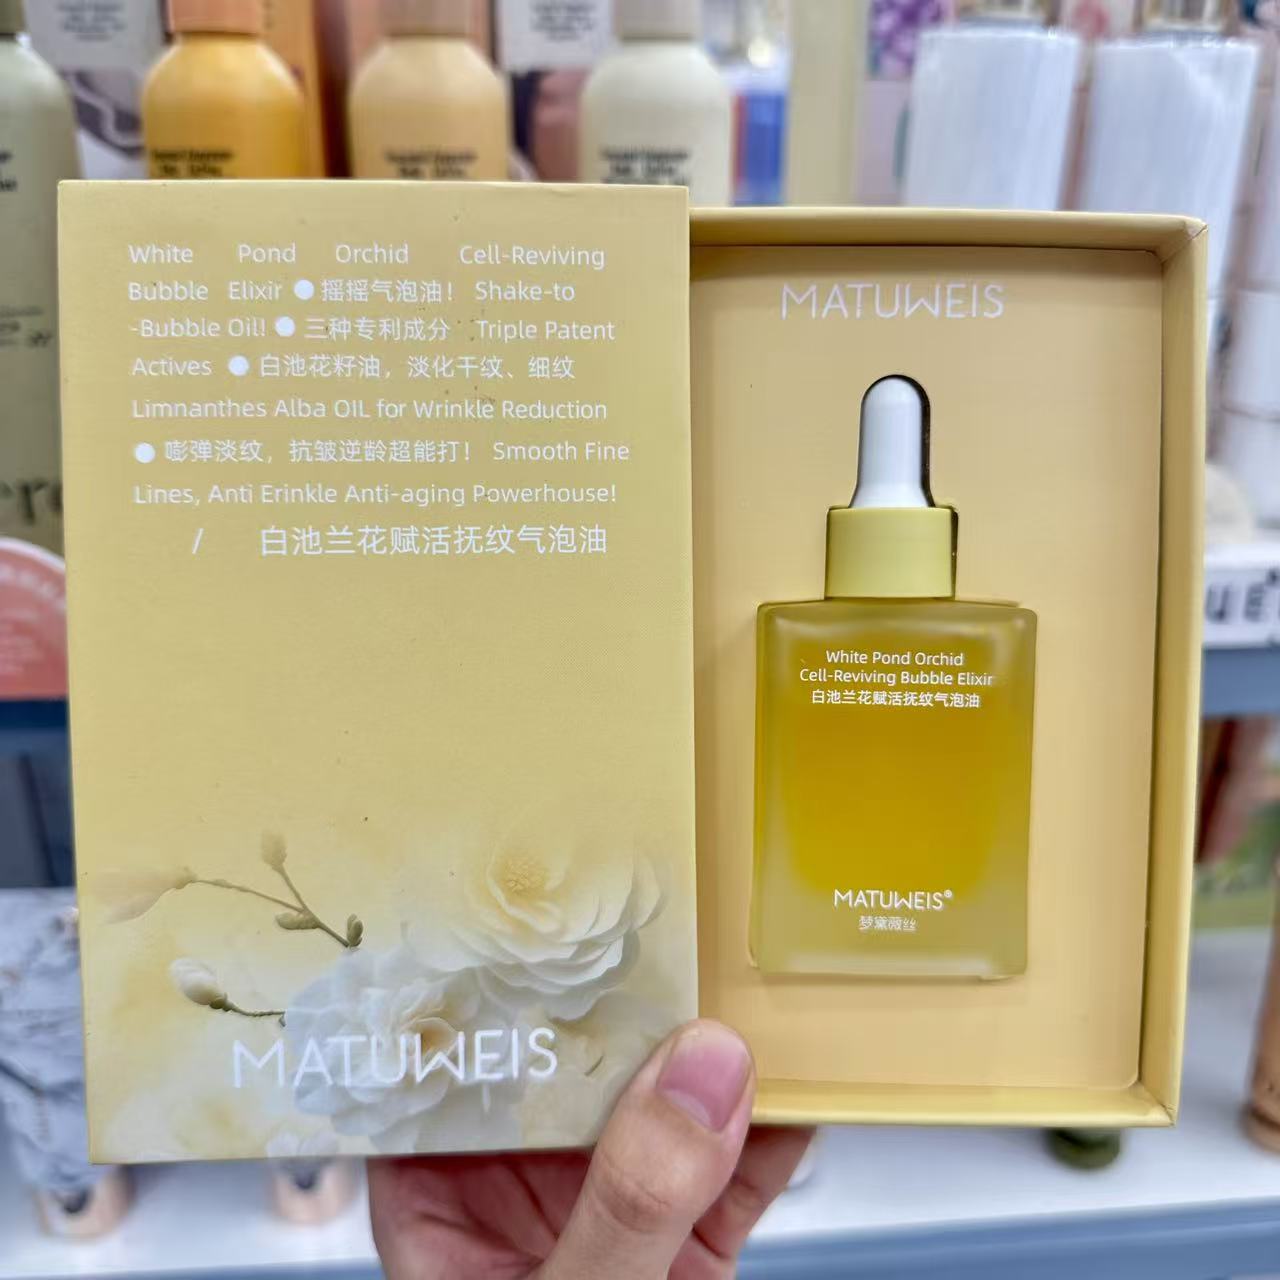 White Pond Orchid Cell-Reviving
Bubble Elixir ● 摇摇气泡油！ Shake-to
-Bubble Oil! ● 三种专利成分 Triple Patent
Actives ● 白池花籽油，淡化干纹、细纹
Limnanthes Alba OIL for Wrinkle Reduction
● 嘭弹淡纹，抗皱逆龄超能打！ Smooth Fine
Lines, Anti Erinkle Anti-aging Powerhouse!
/ 白池兰花赋活抚纹气泡油
MATUWEIS
MATUWEIS
White Pond Orchid
Cell-Reviving Bubble Elixir
白池兰花赋活抚纹气泡油
MATUWEIS®
梦黛薇丝